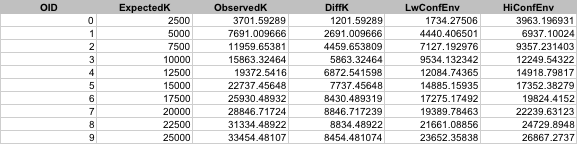 OID ExpectedK ObservedK DiffK LwConfEnv HiConfEnv
0 2500 3701.59289 1201.59289 1734.27506 3963.196931
1 5000 7691.009666 2691.009666 4440.406501 6937.10024
2 7500 11959.65381 4459.653809 7127.192976 9357.231403
3 10000 15863.32464 5863.32464 9534.132342 12249.54322
4 12500 19372.5416 6872.541598 12084.74365 14918.79817
5 15000 22737.45648 7737.45648 14885.15935 17352.38279
6 17500 25930.48932 8430.489319 17275.17492 19824.4152
7 20000 28846.71724 8846.717239 19389.78463 22239.63123
8 22500 31334.48922 8834.48922 21661.08856 24729.8948
9 25000 33454.48107 8454.481074 23652.35838 26867.2737